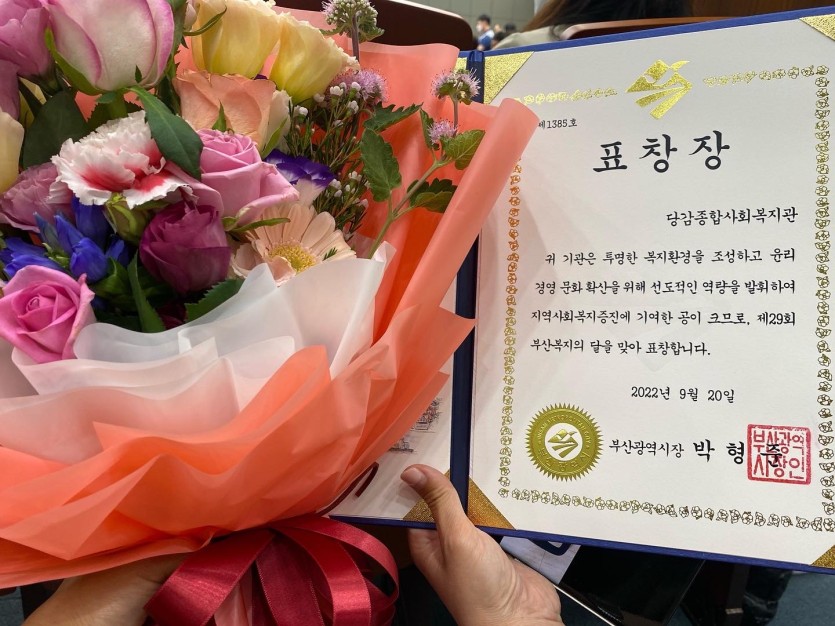 제1385호
표창장
당감종합사회복지관
귀 기관은 투명한 복지환경을 조성하고 윤리
경영 문화 확산을 위해 선도적인 역량을 발휘하여
지역사회복지증진에 기여한 공이 크므로, 제29회
부산복지의 달을 맞아 표창합니다.
2022년 9월 20일
부산광역시장 박형준
부산광역
시장인